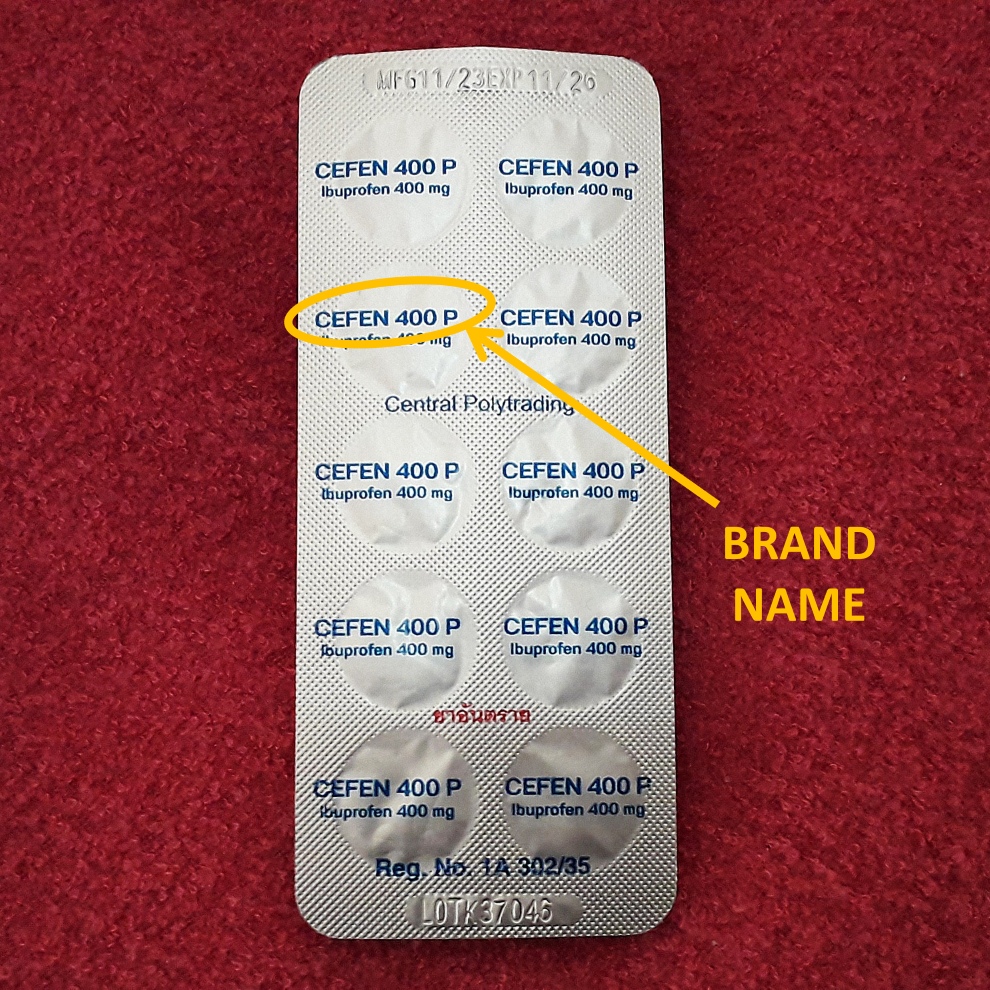 MFG11/23EXP11/26
CEFEN 400 P
Ibuprofen 400 mg
CEFEN 400 P
Ibuprofen 400 mg
CEFEN 400 P
Ibuprofen 400 mg
CEFEN 400 P
Ibuprofen 400 mg
Central Polytrading
CEFEN 400 P
Ibuprofen 400 mg
CEFEN 400 P
Ibuprofen 400 mg
BRAND
NAME
CEFEN 400 P
Ibuprofen 400 mg
CEFEN 400 P
Ibuprofen 400 mg
ยาอันตราย
CEFEN 400 P
Ibuprofen 400 mg
CEFEN 400 P
Ibuprofen 400 mg
Reg. No. 1A 302/35
LOTK37046